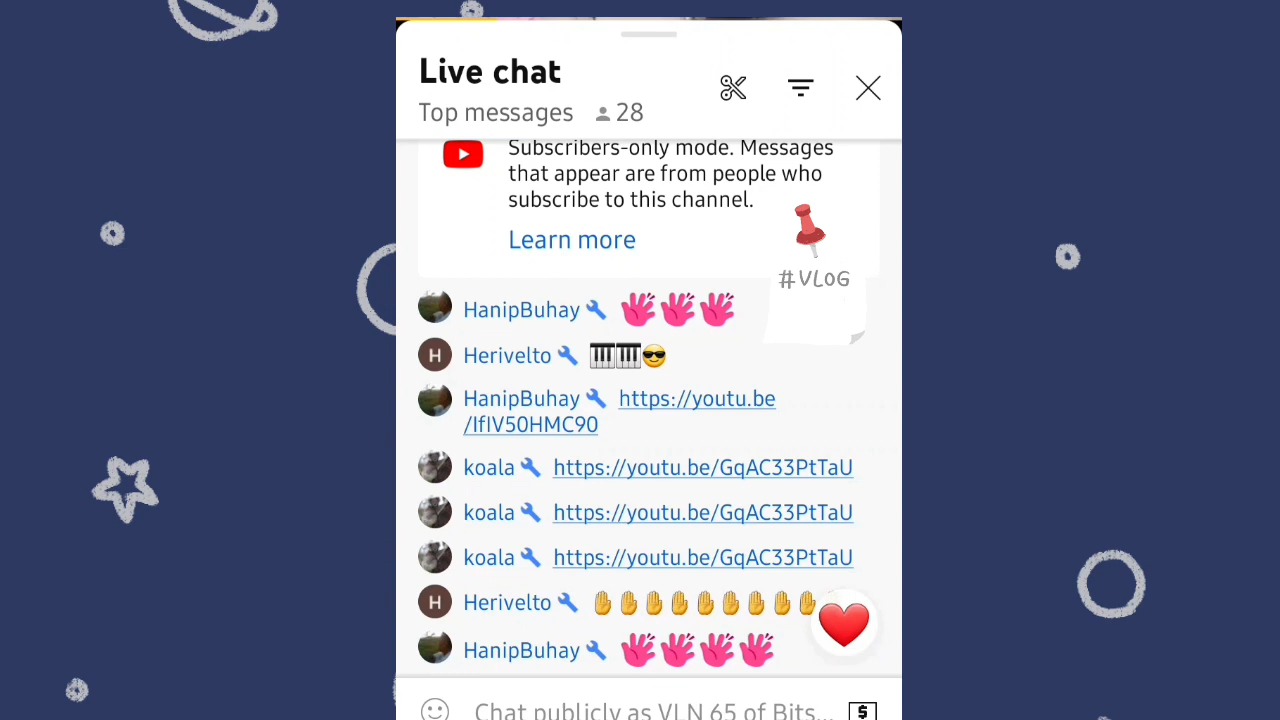 Live chat
Top messages 28
Subscribers-only mode. Messages
that appear are from people who
subscribe to this channel.
Learn more
#VLOG
HanipBuhay
H Herivelto
HanipBuhay https://youtu.be
/IfIV50HMC90
koala https://youtu.be/GqAC33PtTaU
koala https://youtu.be/GqAC33PtTaU
koala https://youtu.be/GqAC33PtTaU
H Herivelto
HanipBuhay
Chat publicly as VLN 65 of Bits... $